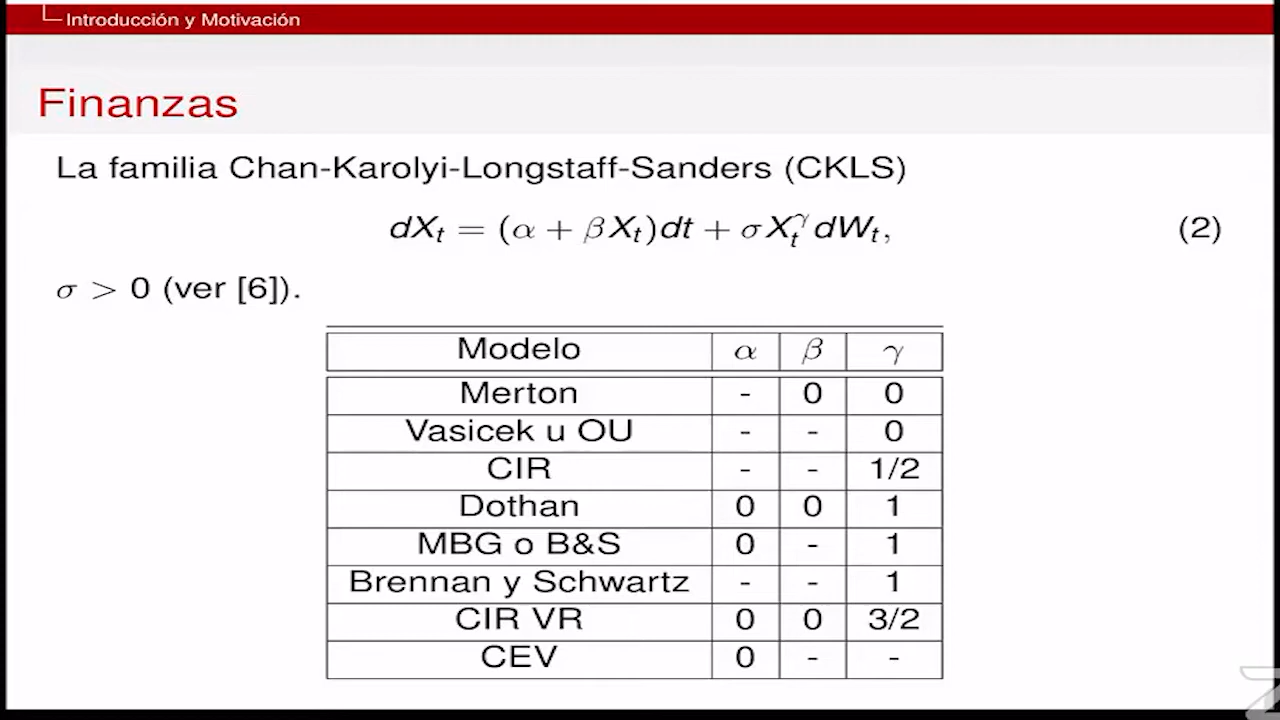 Introducción y Motivación
Finanzas
La familia Chan-Karolyi-Longstaff-Sanders (CKLS)
dX_t = (α + βX_t)dt + σX_t^γ dW_t, (2)
σ > 0 (ver [6]).
Modelo α β γ
Merton - 0 0
Vasicek u OU - - 0
CIR - - 1/2
Dothan 0 0 1
MBG o B&S 0 - 1
Brennan y Schwartz - - 1
CIR VR 0 0 3/2
CEV 0 - -